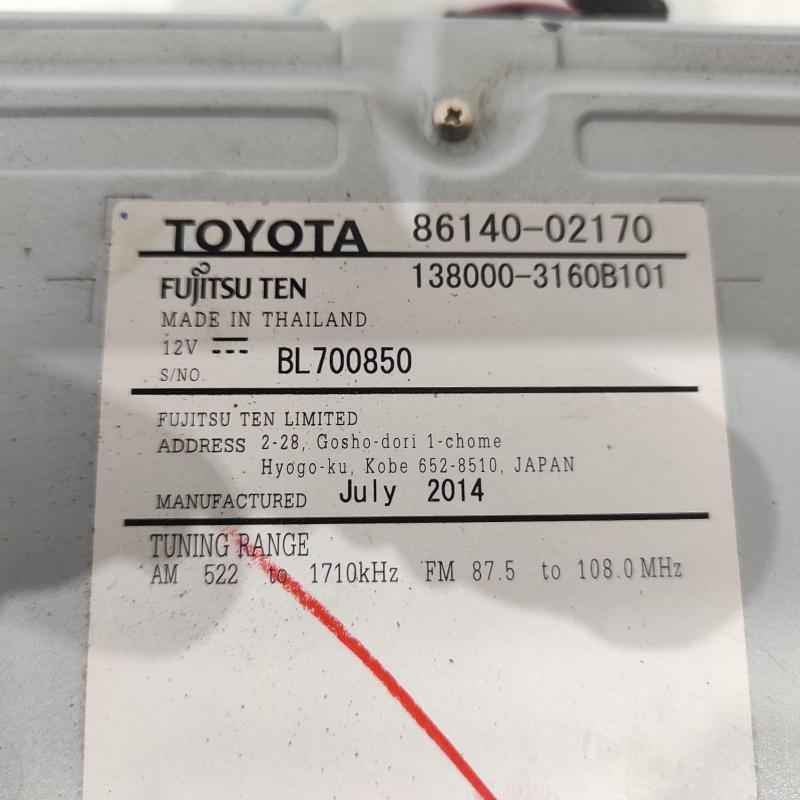 TOYOTA 86140-02170
FUJITSU TEN 138000-3160B101
MADE IN THAILAND
12V
S/NO. BL700850
FUJITSU TEN LIMITED
ADDRESS 2-28, Gosho-dori 1-chome
Hyogo-ku, Kobe 652-8510, JAPAN
MANUFACTURED July 2014
TUNING RANGE
AM 522 to 1710kHz FM 87.5 to 108.0MHz